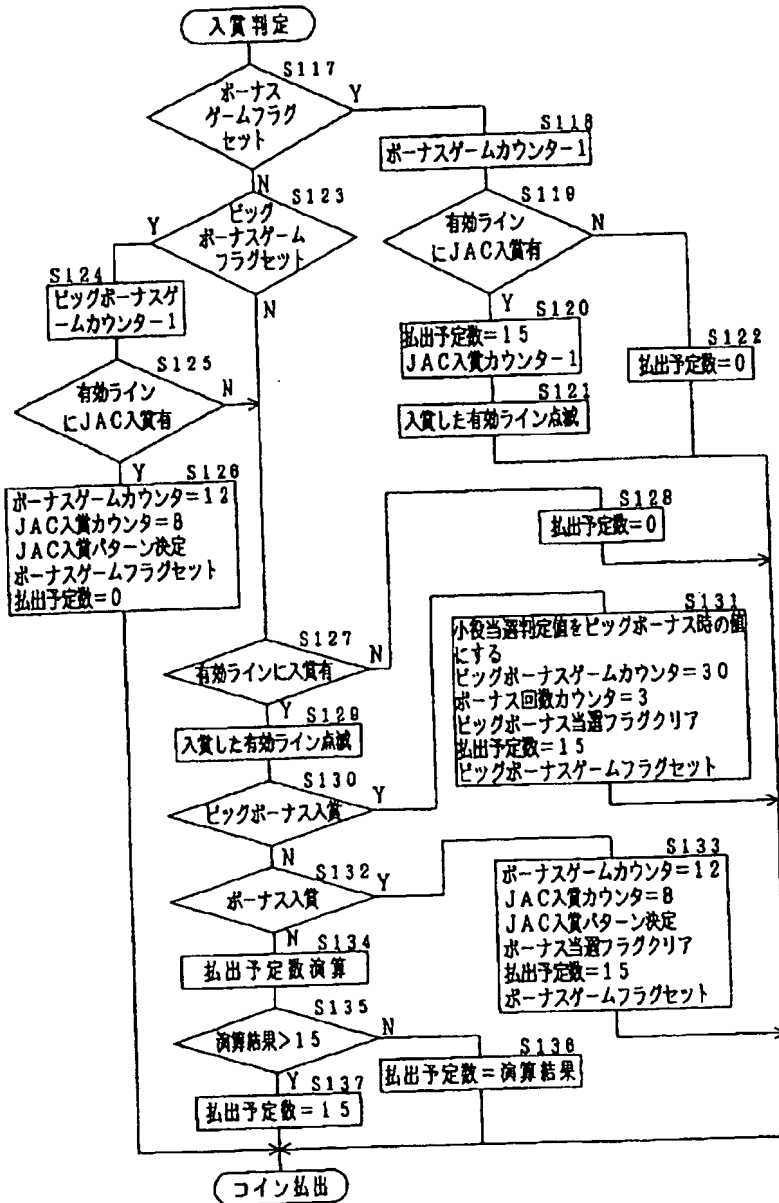 入賞判定
S117
ボーナス
ゲームフラグ
セット
Y
N
S118
ボーナスゲームカウンター1
S119
有効ライン
にJAC入賞有
N
Y
S120
払出予定数=15
JAC入賞カウンター1
S121
入賞した有効ライン点滅
S122
払出予定数=0
S123
ビッグ
ボーナスゲーム
フラグセット
Y
N
S124
ビッグボーナスゲ
ームカウンター1
S125
有効ライン
にJAC入賞有
N
Y
S126
ボーナスゲームカウンタ=12
JAC入賞カウンタ=8
JAC入賞パターン決定
ボーナスゲームフラグセット
払出予定数=0
S127
有効ラインに入賞有
N
Y
S128
払出予定数=0
S129
入賞した有効ライン点滅
S130
ビッグボーナス入賞
Y
N
S131
小役当選判定値をビッグボーナス時の値
にする
ビッグボーナスゲームカウンタ=30
ボーナス回数カウンタ=3
ビッグボーナス当選フラグクリア
払出予定数=15
ビッグボーナスゲームフラグセット
S132
ボーナス入賞
Y
N
S133
ボーナスゲームカウンタ=12
JAC入賞カウンタ=8
JAC入賞パターン決定
ボーナス当選フラグクリア
払出予定数=15
ボーナスゲームフラグセット
S134
払出予定数演算
S135
演算結果>15
N
Y
S136
払出予定数=演算結果
S137
払出予定数=15
コイン払出